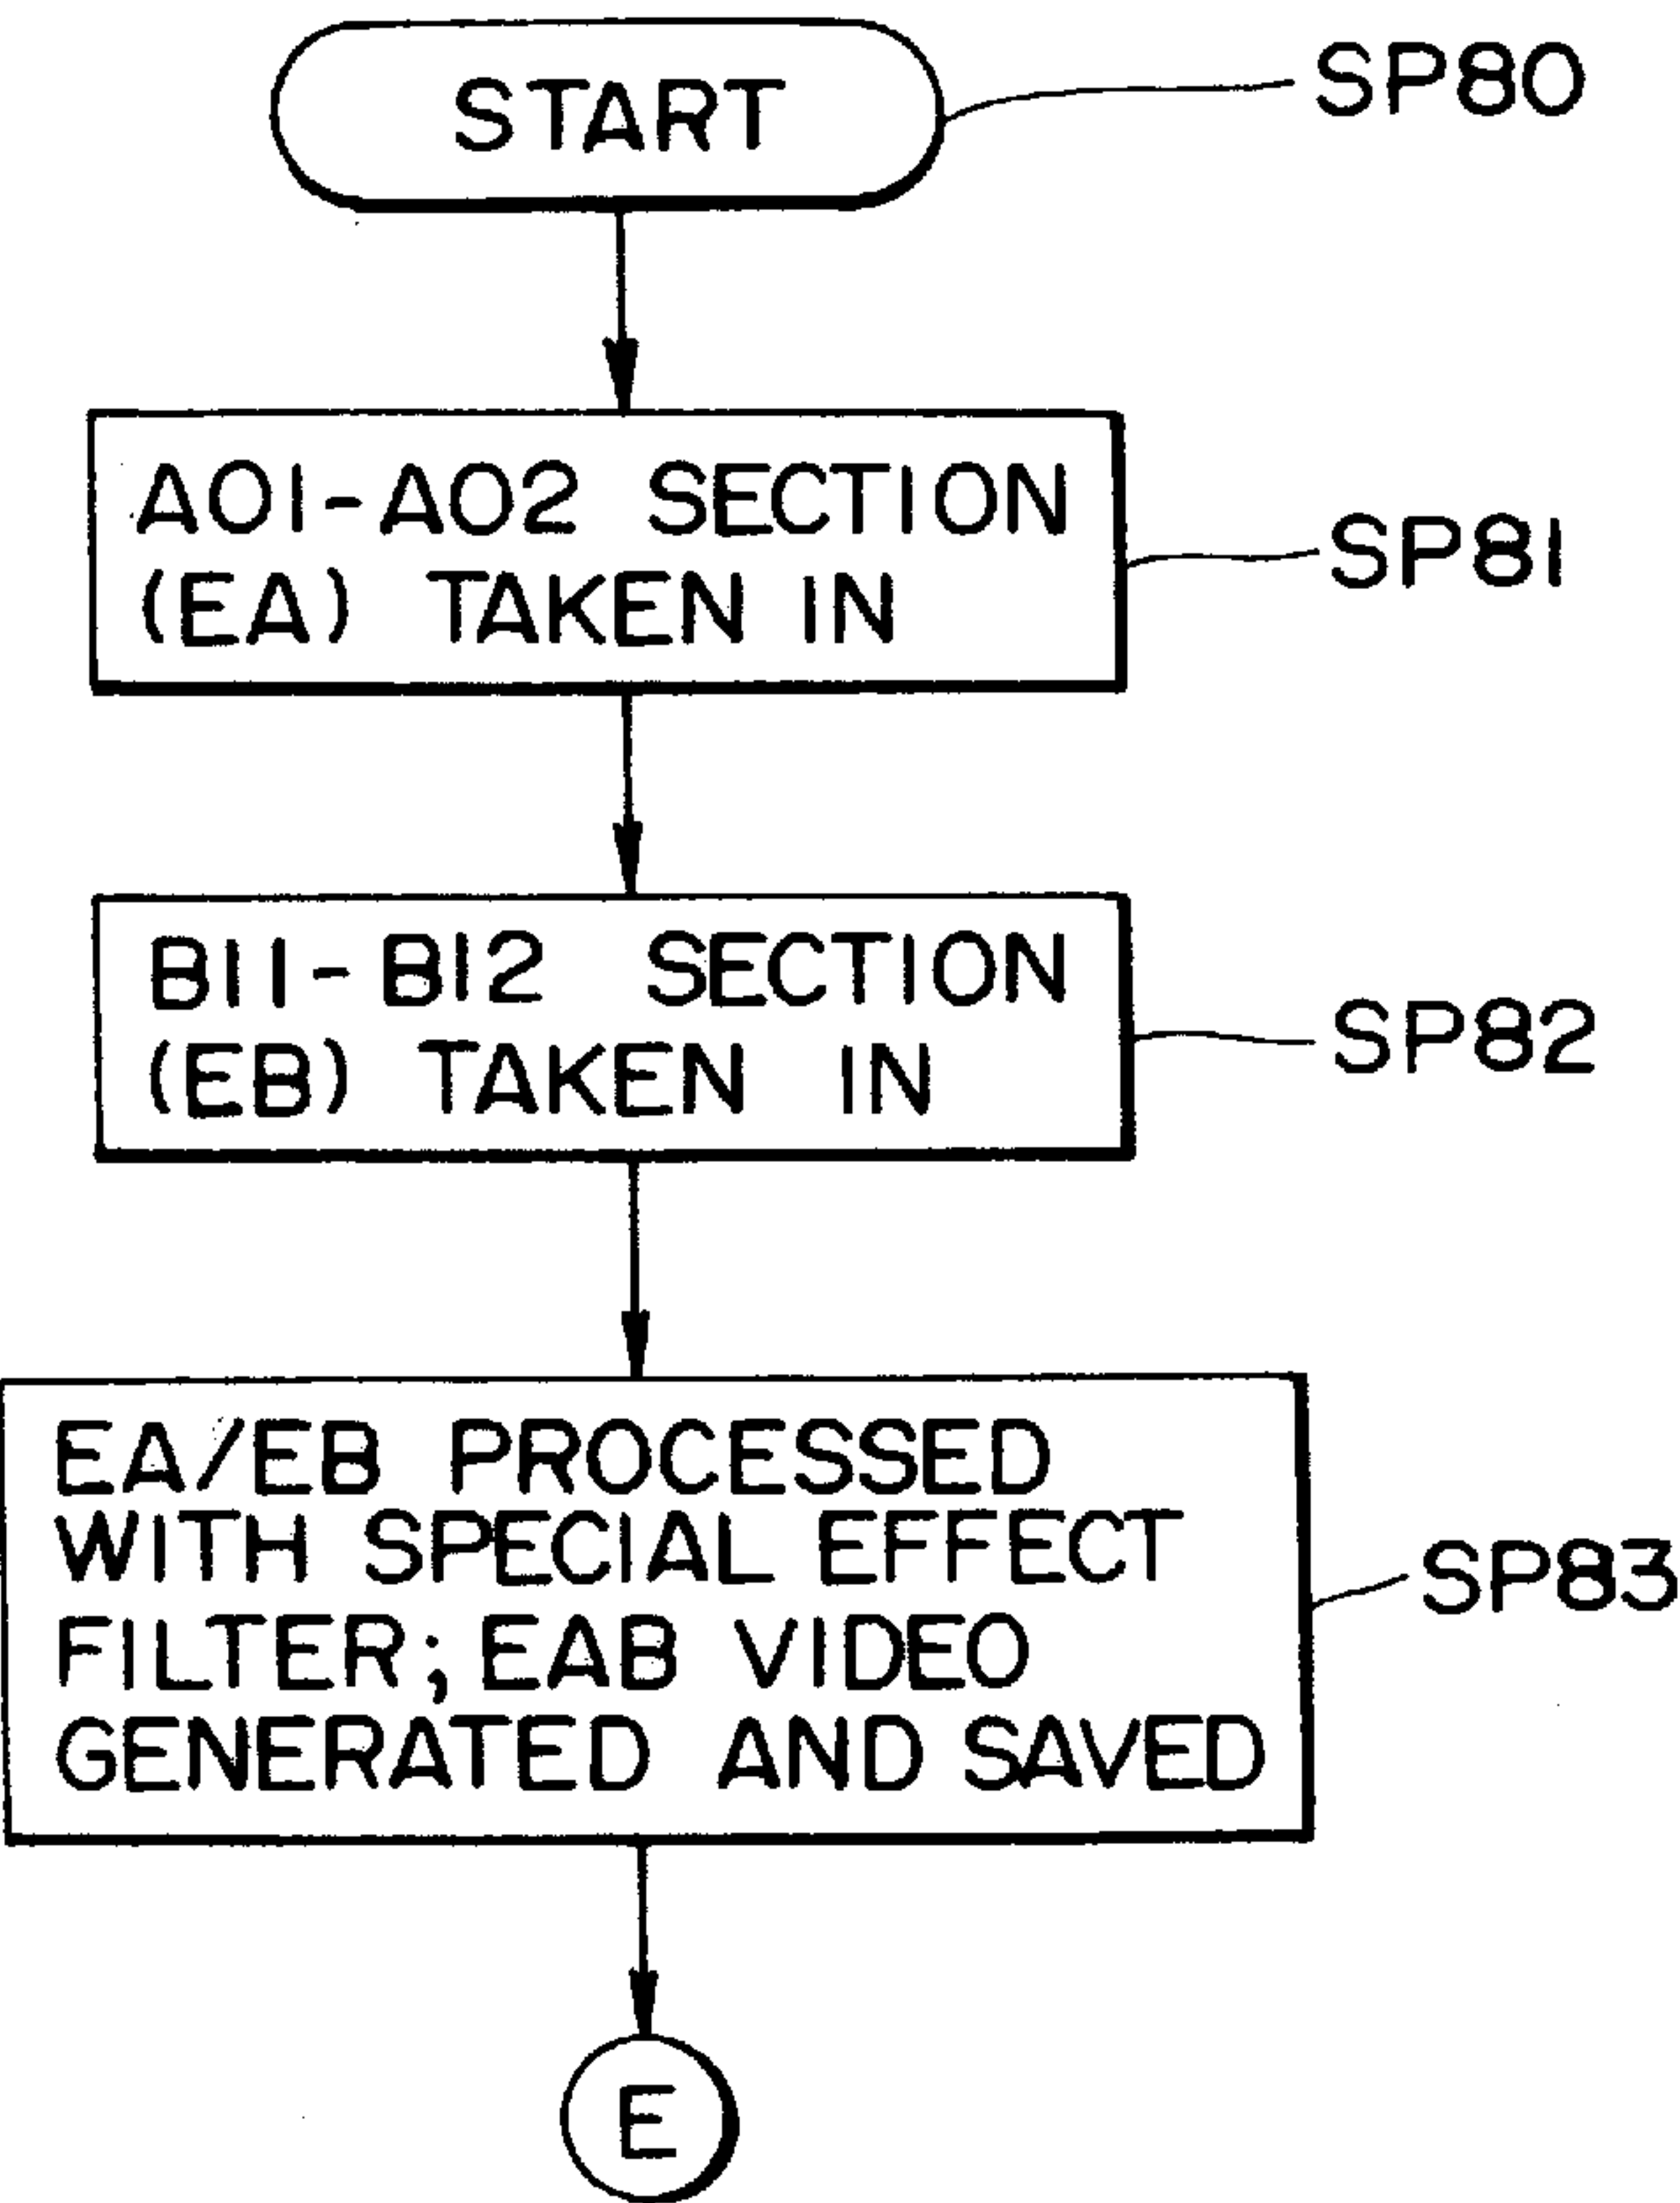 START
SP80
A01-A02 SECTION
(EA) TAKEN IN
SP81
B11-B12 SECTION
(EB) TAKEN IN
SP82
EA/EB PROCESSED
WITH SPECIAL EFFECT
FILTER; EAB VIDEO
GENERATED AND SAVED
SP83
E